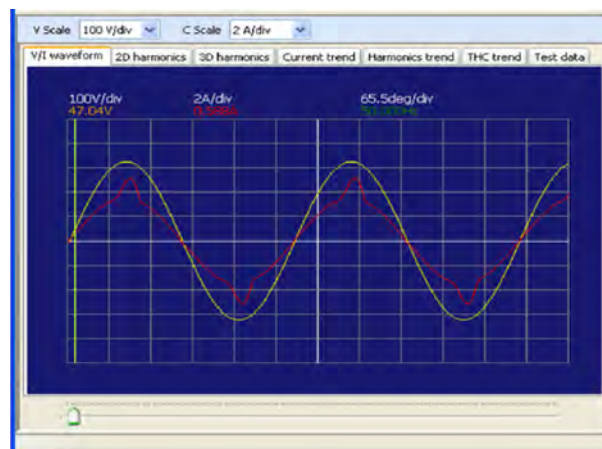 V Scale 100 V/div C Scale 2 A/div
V/I waveform 2D harmonics 3D harmonics Current trend Harmonics trend THC trend Test data
100V/div 2A/div 65.5deg/div
47.04V